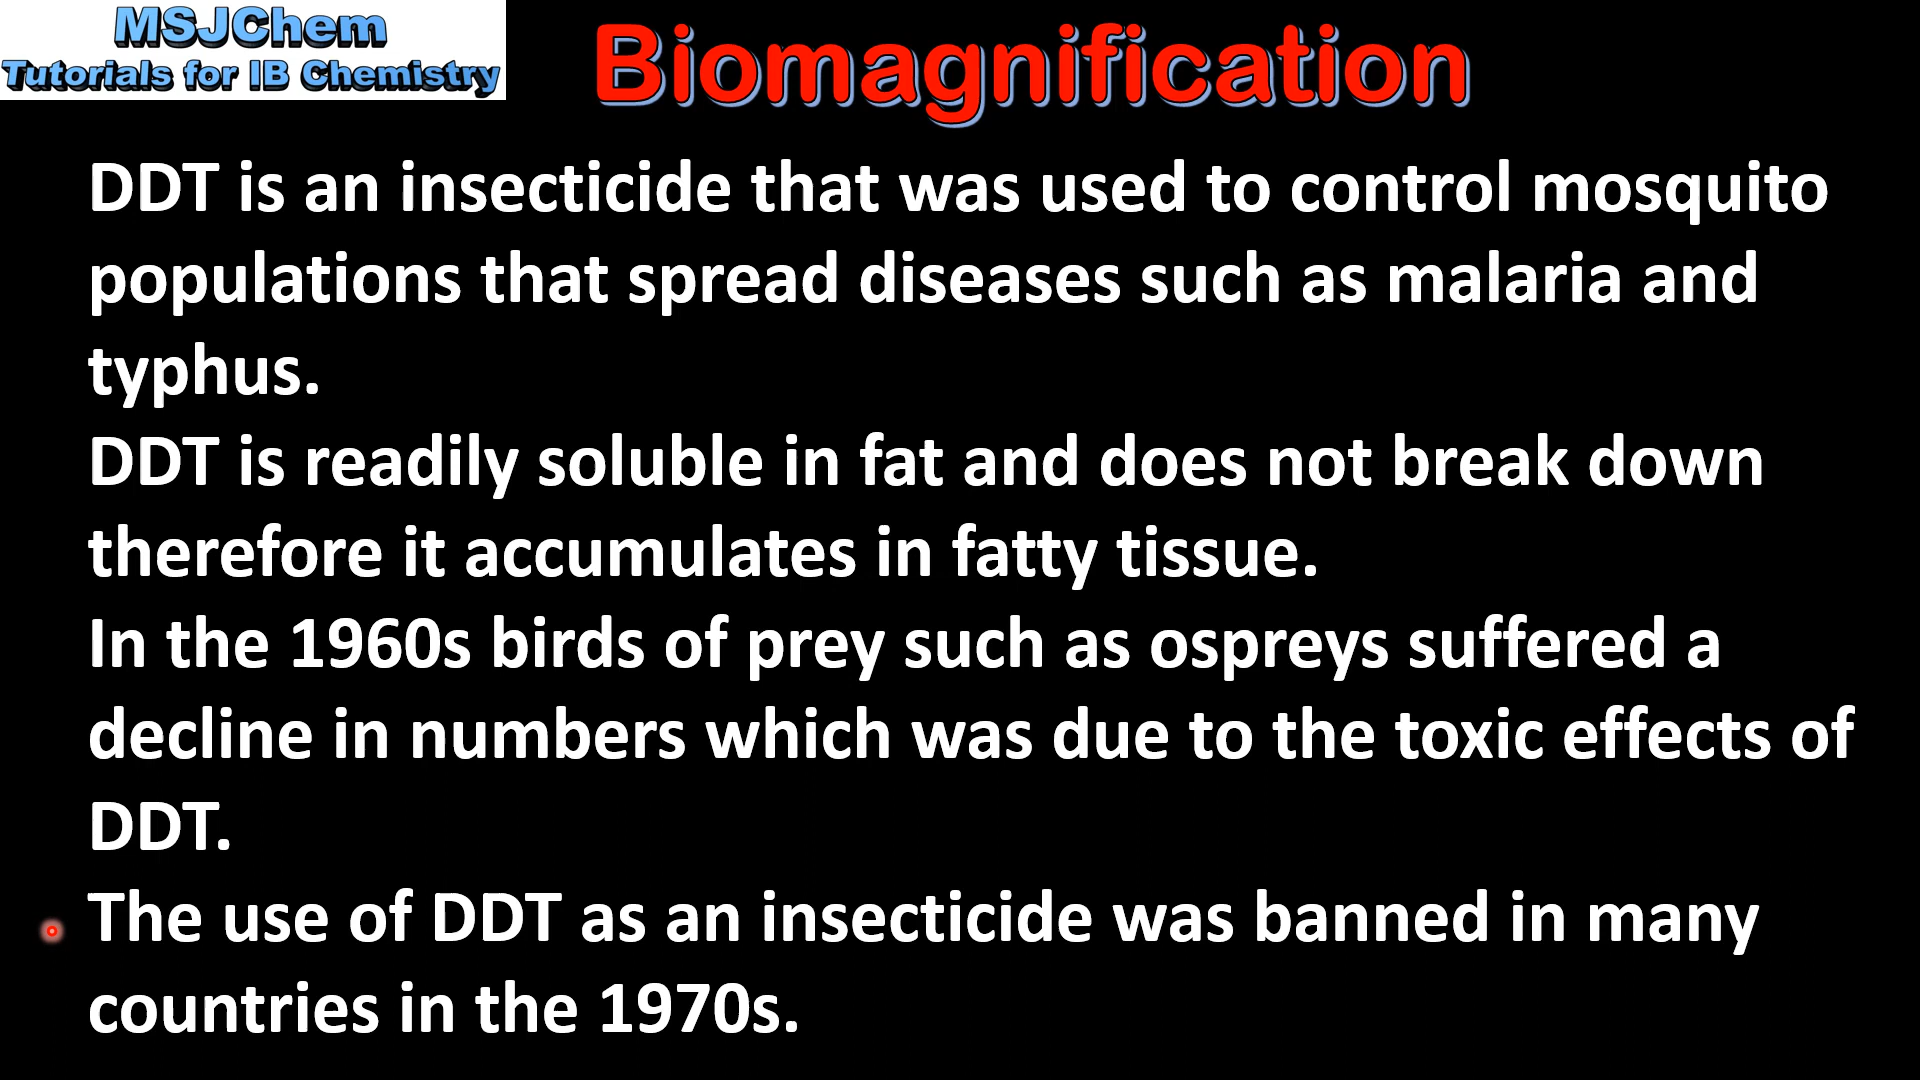 MSJChem
Tutorials for IB Chemistry
Biomagnification
DDT is an insecticide that was used to control mosquito
populations that spread diseases such as malaria and
typhus.
DDT is readily soluble in fat and does not break down
therefore it accumulates in fatty tissue.
In the 1960s birds of prey such as ospreys suffered a
decline in numbers which was due to the toxic effects of
DDT.
The use of DDT as an insecticide was banned in many
countries in the 1970s.